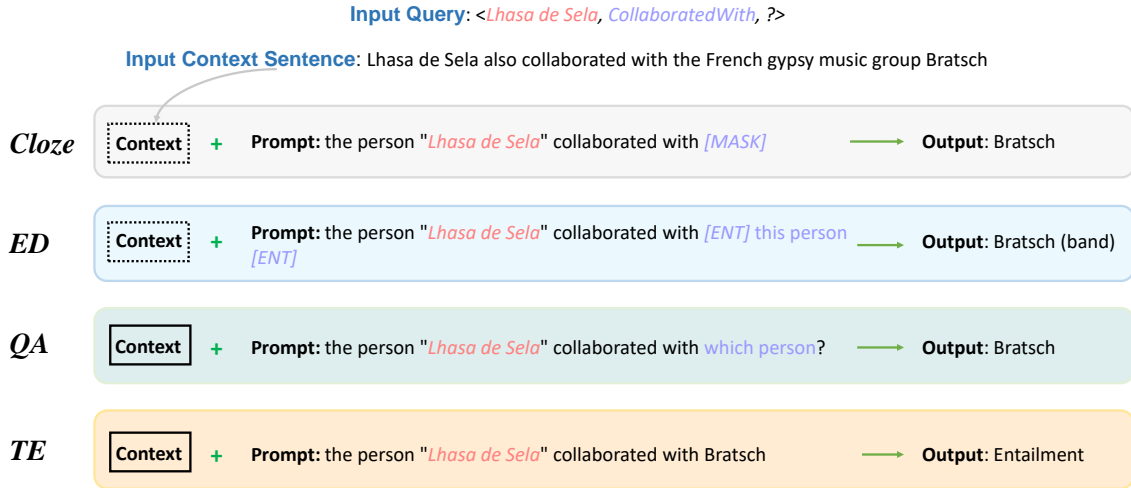 Input Query: <Lhasa de Sela, CollaboratedWith, ?>
Input Context Sentence: Lhasa de Sela also collaborated with the French gypsy music group Bratsch
Cloze Context + Prompt: the person "Lhasa de Sela" collaborated with [MASK] Output: Bratsch
ED Context + Prompt: the person "Lhasa de Sela" collaborated with [ENT] this person
[ENT] Output: Bratsch (band)
QA Context + Prompt: the person "Lhasa de Sela" collaborated with which person? Output: Bratsch
TE Context + Prompt: the person "Lhasa de Sela" collaborated with Bratsch Output: Entailment